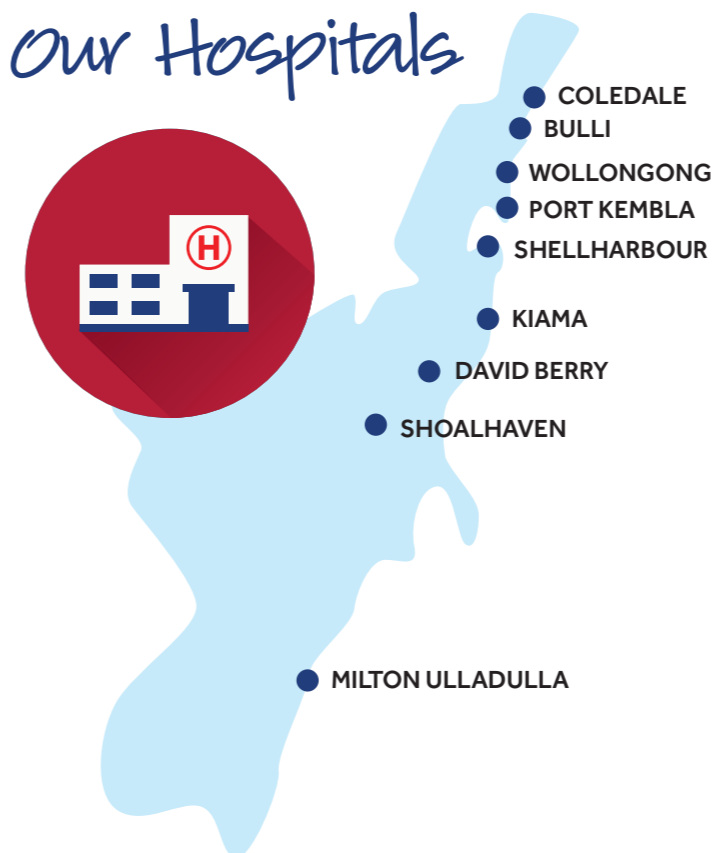 Our Hospitals
COLEDALE
BULLI
WOLLONGONG
PORT KEMBLA
SHELLHARBOUR
H
KIAMA
DAVID BERRY
SHOALHAVEN
MILTON ULLADULLA